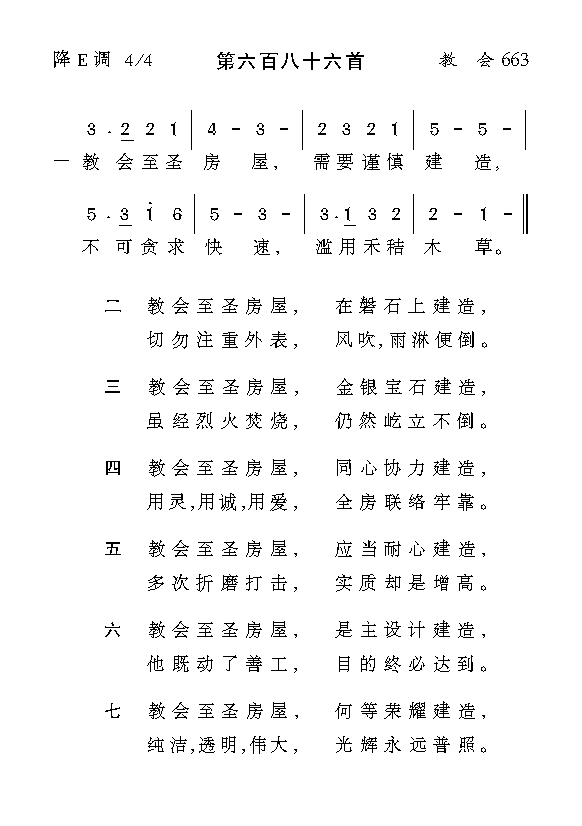 降E调 4/4 第六百八十六首 教 会 663
3 . 2 2 1 | 4 - 3 - | 2 3 2 1 | 5 - 5 - |
一 教 会 至 圣 房 屋, 需 要 谨 慎 建 造,
5 . 3 i 6 | 5 - 3 - | 3 . 1 3 2 | 2 - 1 - ‖
不 可 贪 求 快 速, 滥 用 禾 秸 木 草。
二 教会至圣房屋, 在磐石上建造,
切勿注重外表, 风吹,雨淋便倒。
三 教会至圣房屋, 金银宝石建造,
虽经烈火焚烧, 仍然屹立不倒。
四 教会至圣房屋, 同心协力建造,
用灵,用诚,用爱, 全房联络牢靠。
五 教会至圣房屋, 应当耐心建造,
多次折磨打击, 实质却是增高。
六 教会至圣房屋, 是主设计建造,
他既动了善工, 目的终必达到。
七 教会至圣房屋, 何等荣耀建造,
纯洁,透明,伟大, 光辉永远普照。